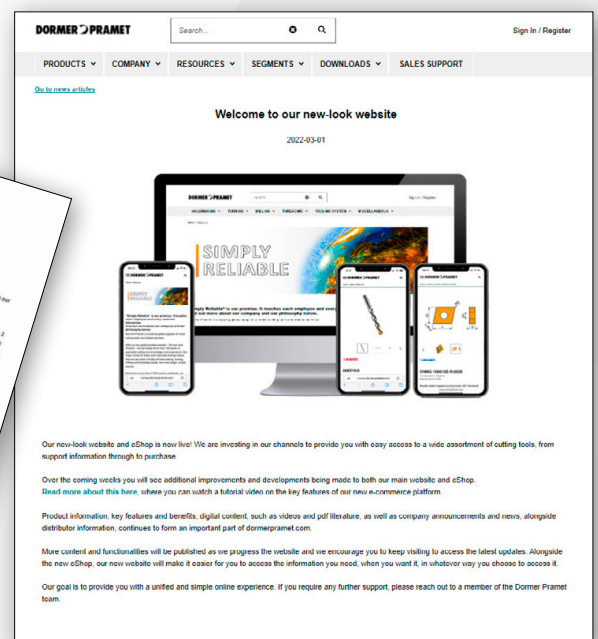 DORMER PRAMET
Search...
Sign In / Register
PRODUCTS COMPANY RESOURCES SEGMENTS DOWNLOADS SALES SUPPORT
Go to news articles
Welcome to our new-look website
2022-03-01
DORMER PRAMET
SIMPLY
RELIABLE
Our new-look website and eShop is now live! We are investing in our channels to provide you with easy access to a wide assortment of cutting tools, from
support information through to purchase.
Over the coming weeks you will see additional improvements and developments being made to both our main website and eShop.
Read more about this here, where you can watch a tutorial video on the key features of our new e-commerce platform.
Product information, key features and benefits, digital content, such as videos and pdf literature, as well as company announcements and news, alongside
distributor information, continues to form an important part of dormerpramet.com.
More content and functionalities will be published as we progress the website and we encourage you to keep visiting to access the latest updates. Alongside
the new eShop, our new website will make it easier for you to access the information you need, when you want it, in whatever way you choose to access it.
Our goal is to provide you with a unified and simple online experience. If you require any further support, please reach out to a member of the Dormer Pramet
team.